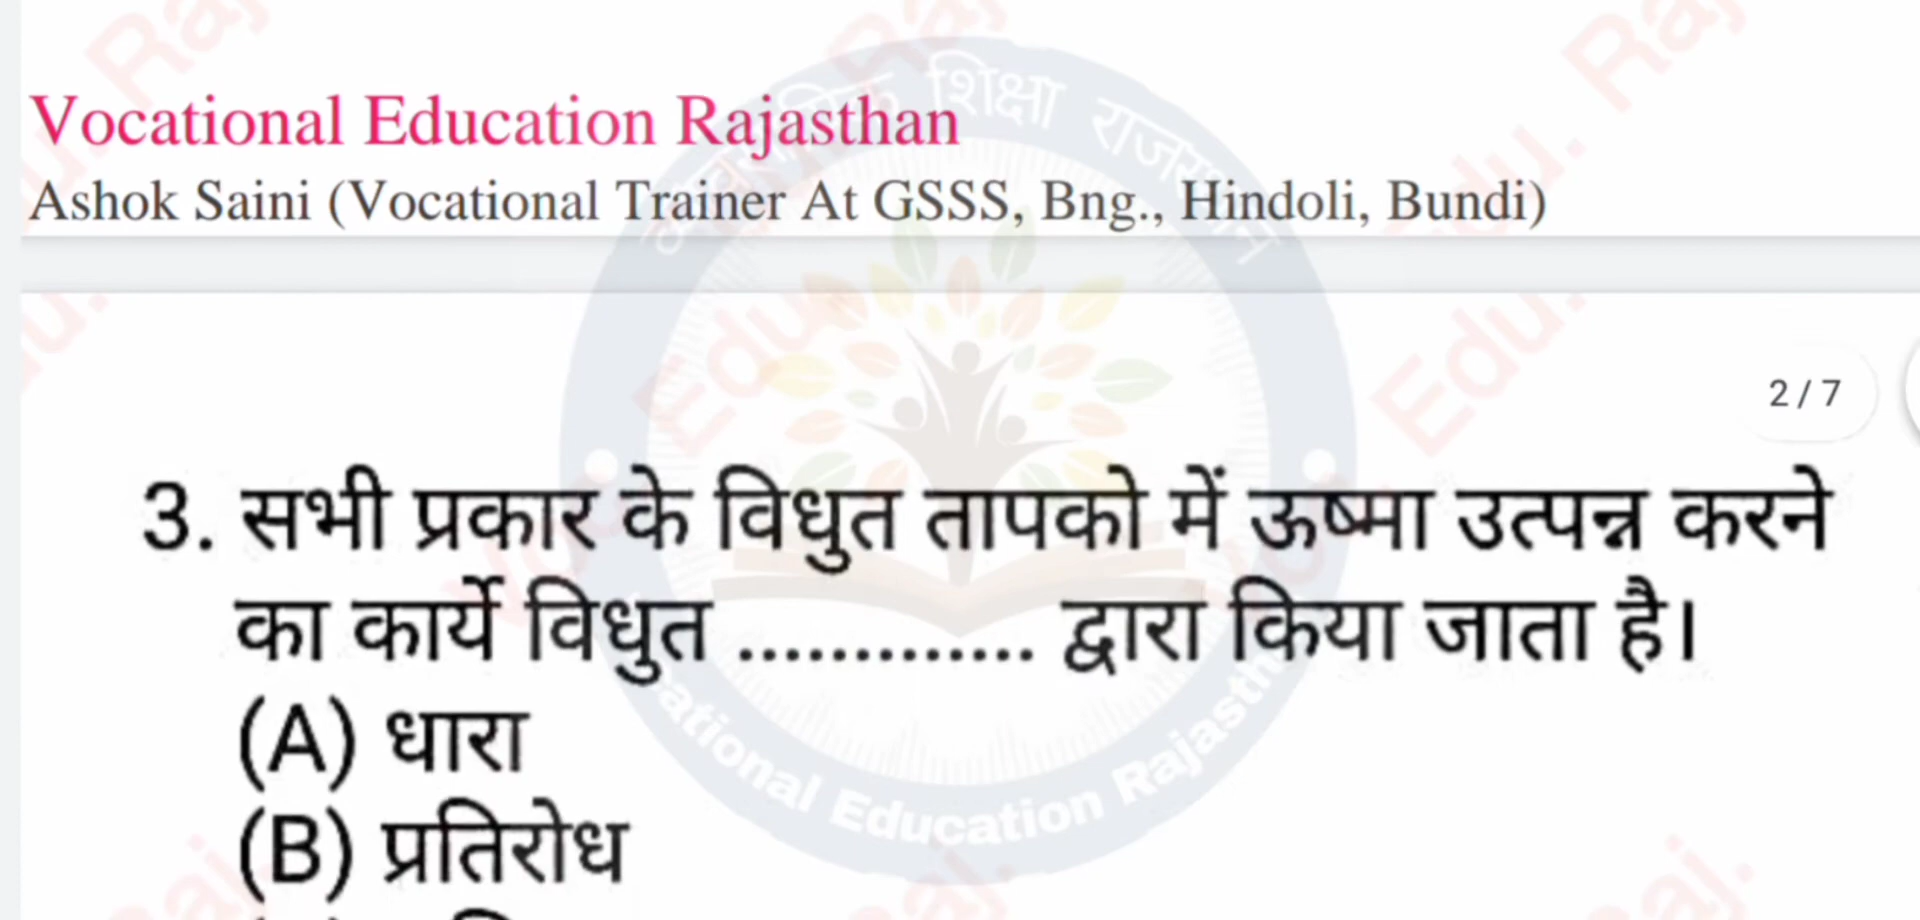 Vocational Education Rajasthan
Ashok Saini (Vocational Trainer At GSSS, Bng., Hindoli, Bundi)
2 / 7
3. सभी प्रकार के विधुत तापको में ऊष्मा उत्पन्न करने
का कार्ये विधुत ............. द्वारा किया जाता है।
(A) धारा
(B) प्रतिरोध